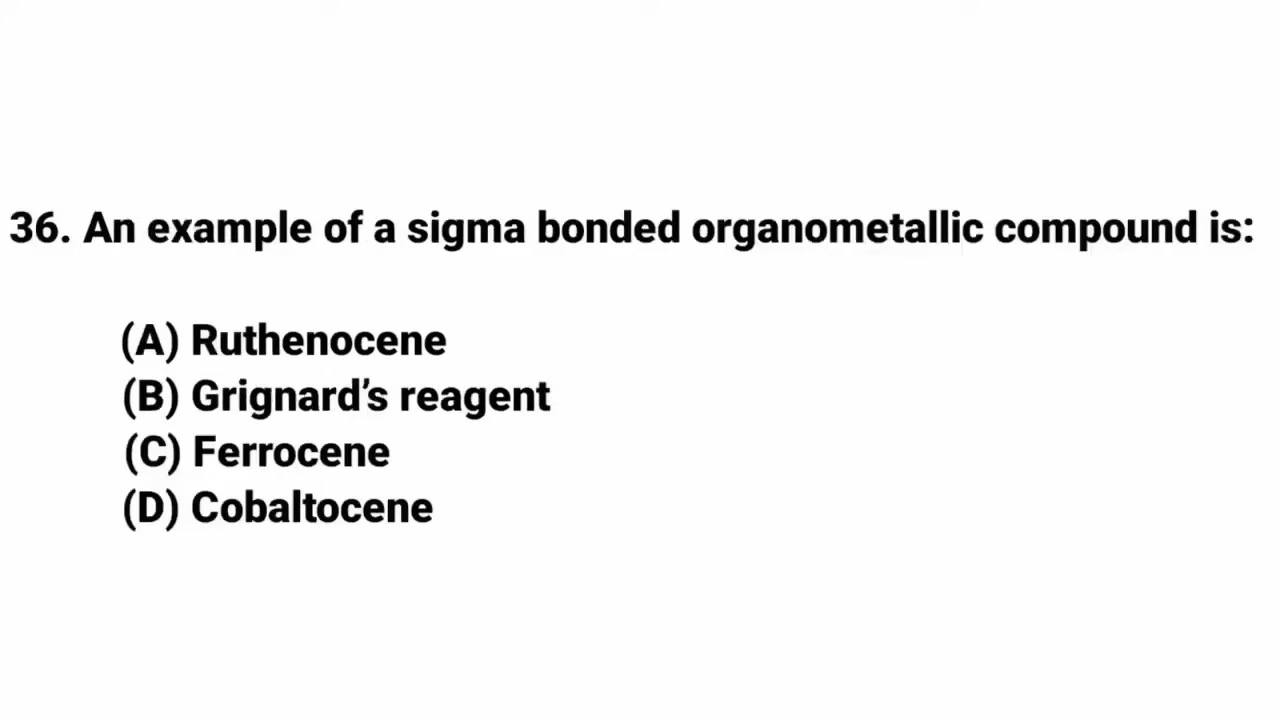 36. An example of a sigma bonded organometallic compound is:
(A) Ruthenocene
(B) Grignard’s reagent
(C) Ferrocene
(D) Cobaltocene